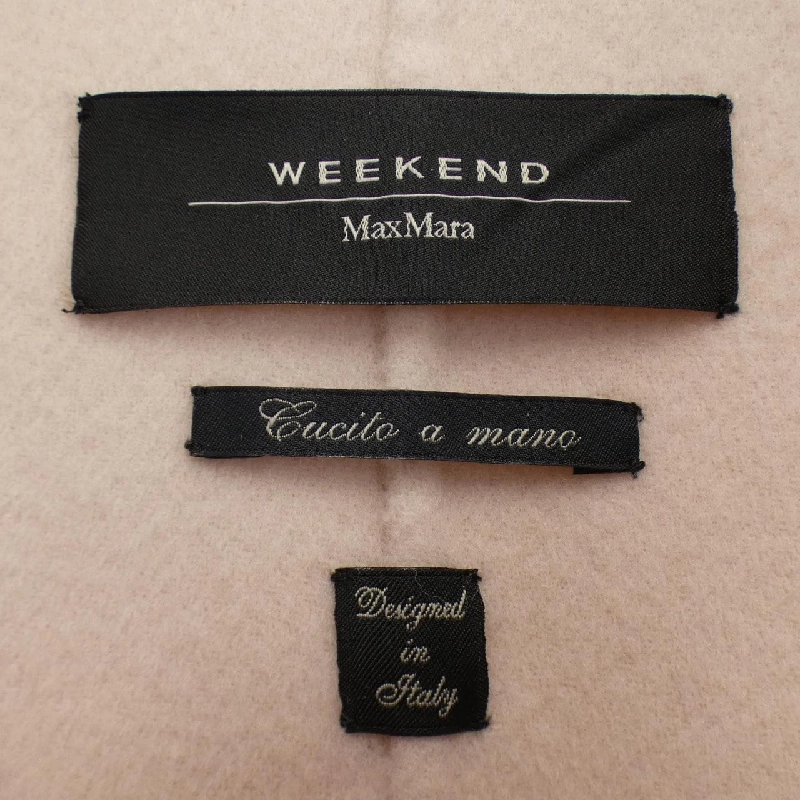 WEEKEND
MaxMara
Cucito a mano
Designed
in
Italy